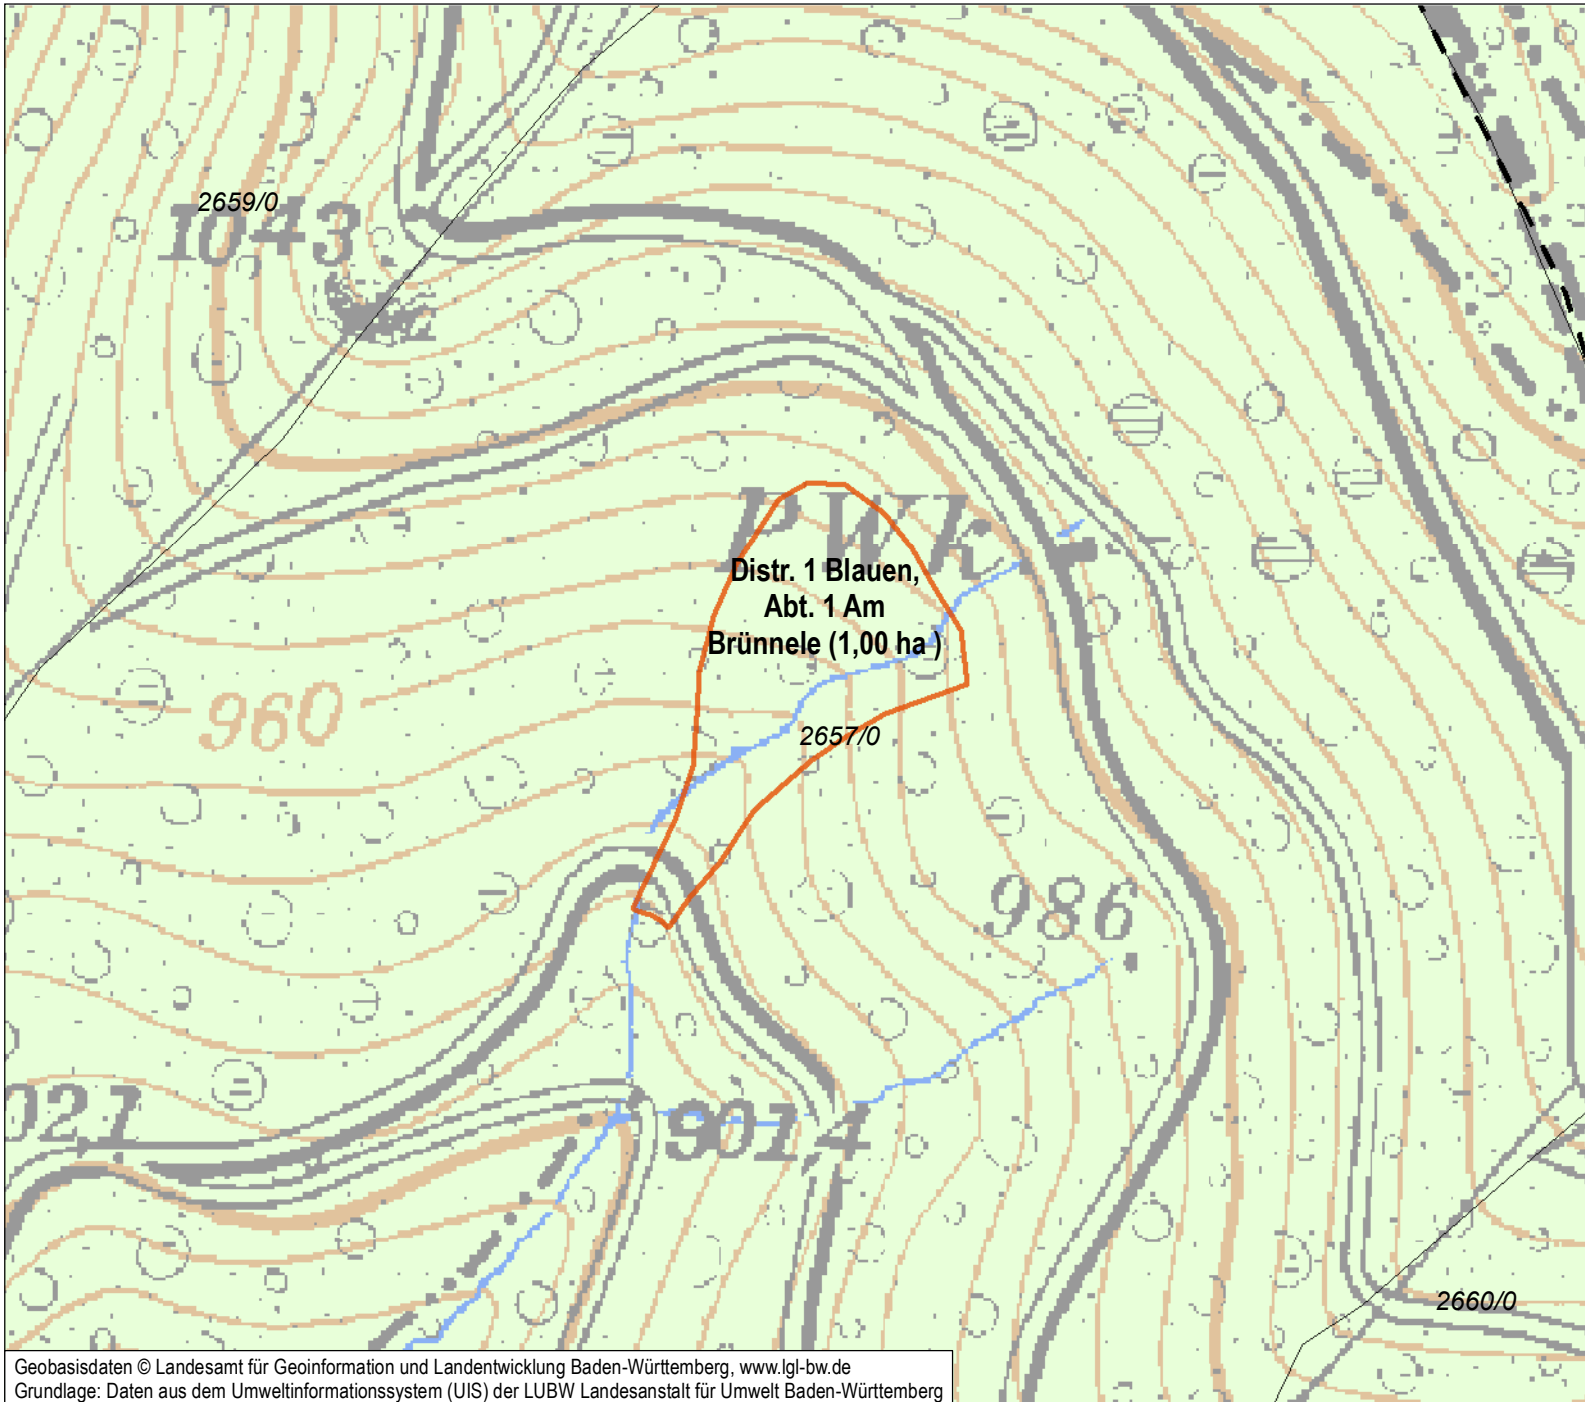 2659/0
1043
PWk
Distr. 1 Blauen,
Abt. 1 Am
Brünnele (1,00 ha )
960
2657/0
986
021
901 4
2660/0
Geobasisdaten © Landesamt für Geoinformation und Landentwicklung Baden-Württemberg, www.lgl-bw.de
Grundlage: Daten aus dem Umweltinformationssystem (UIS) der LUBW Landesanstalt für Umwelt Baden-Württemberg